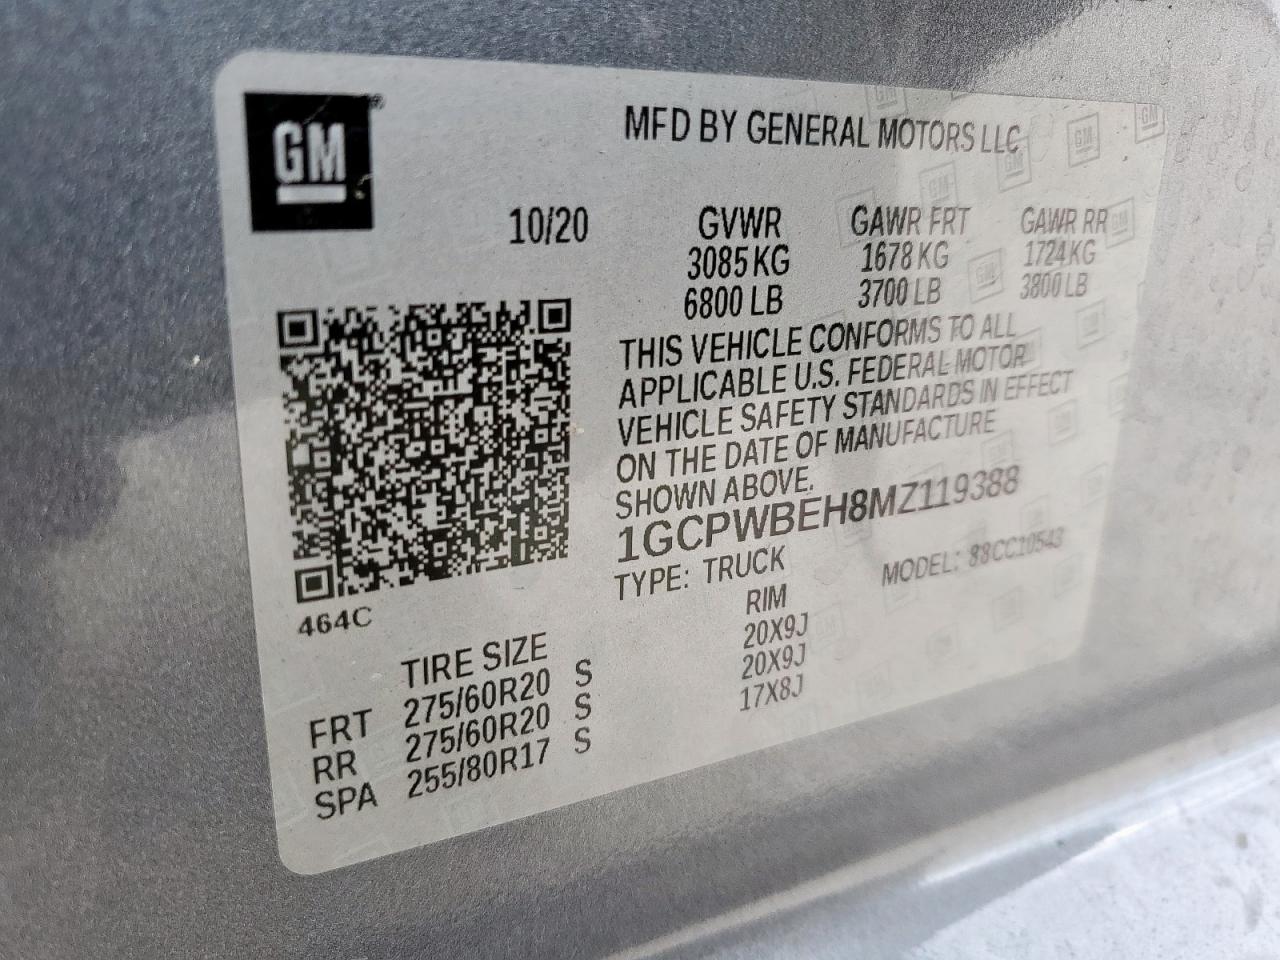 GM®
MFD BY GENERAL MOTORS LLC
10/20
GVWR GAWR FRT GAWR RR
3085 KG 1678 KG 1724 KG
6800 LB 3700 LB 3800 LB
THIS VEHICLE CONFORMS TO ALL
APPLICABLE U.S. FEDERAL MOTOR
VEHICLE SAFETY STANDARDS IN EFFECT
ON THE DATE OF MANUFACTURE
SHOWN ABOVE.
1GCPWBEH8MZ119388
TYPE: TRUCK MODEL: 88CC10543
464C
TIRE SIZE RIM
FRT 275/60R20 S 20X9J
RR 275/60R20 S 20X9J
SPA 255/80R17 S 17X8J